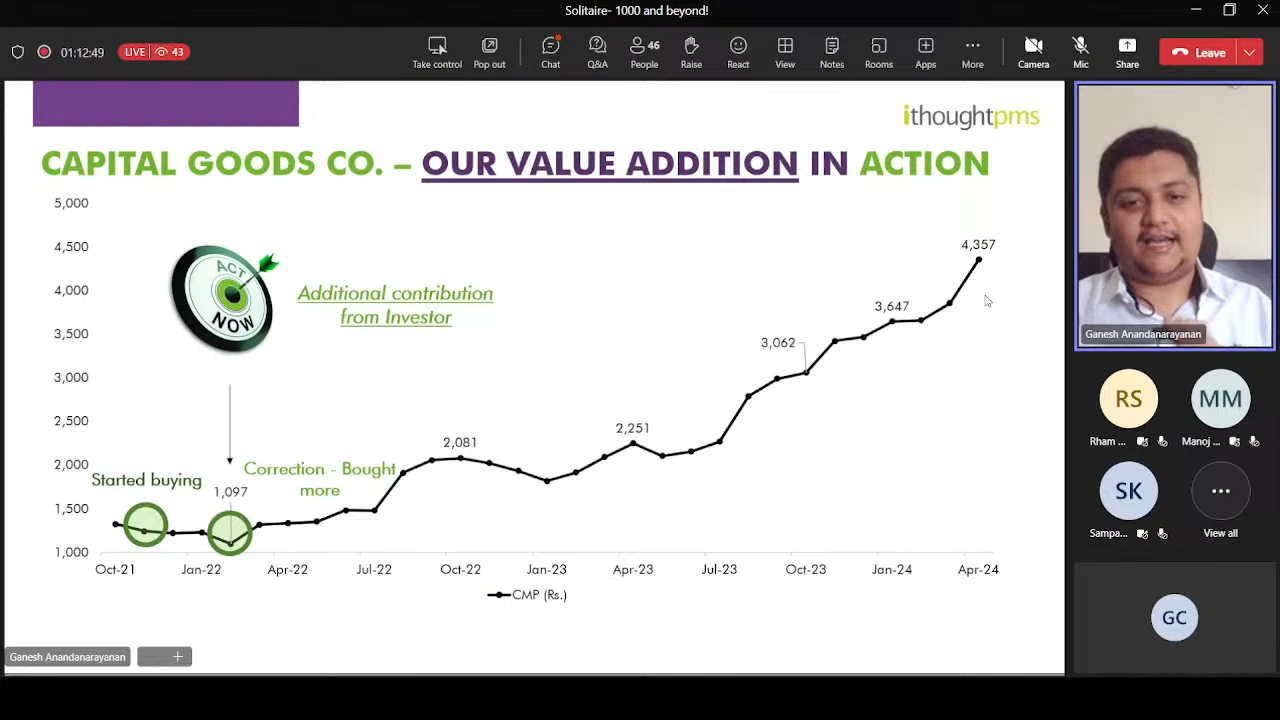 Solitaire- 1000 and beyond!
01:12:49
LIVE 43
Take control
Pop out
Chat
Q&A
46
People
Raise
React
View
Notes
Rooms
Apps
More
Camera
Mic
Share
Leave
ithoughtpms
CAPITAL GOODS CO. – OUR VALUE ADDITION IN ACTION
5,000
4,500
4,000
3,500
3,000
2,500
2,000
1,500
1,000
ACT
NOW
Additional contribution
from Investor
Started buying
1,097
Correction - Bought
more
2,081
2,251
3,062
3,647
4,357
Oct-21
Jan-22
Apr-22
Jul-22
Oct-22
Jan-23
Apr-23
Jul-23
Oct-23
Jan-24
Apr-24
CMP (Rs.)
Ganesh Anandanarayanan
Ganesh Anandanarayanan
RS
MM
Rham ...
Manoj ...
SK
Sampa...
View all
GC